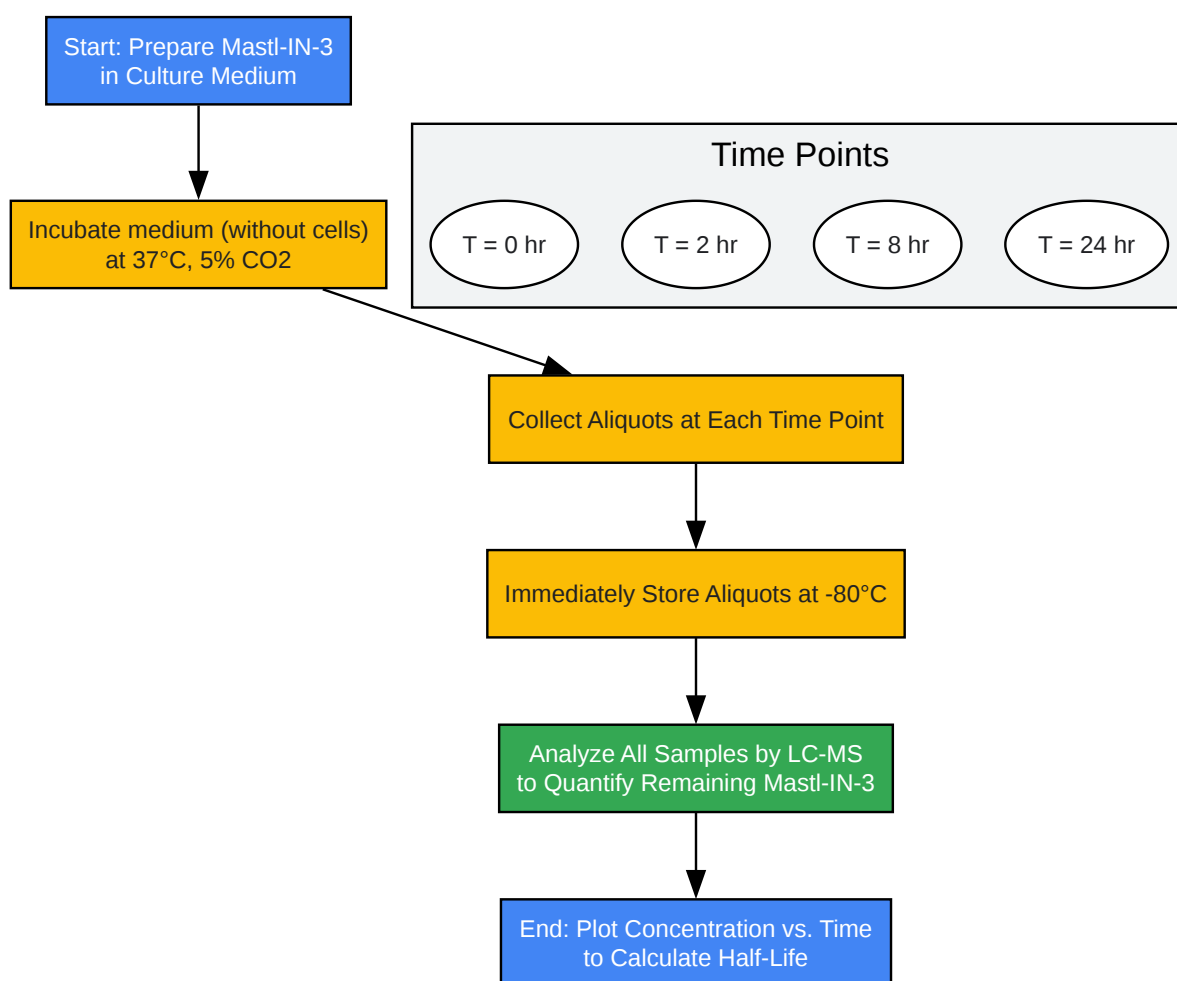 Start: Prepare Mastl-IN-3
in Culture Medium
Time Points
Incubate medium (without cells)
at 37°C, 5% CO2
T = 0 hr
T = 2 hr
T = 8 hr
T = 24 hr
Collect Aliquots at Each Time Point
Immediately Store Aliquots at -80°C
Analyze All Samples by LC-MS
to Quantify Remaining Mastl-IN-3
End: Plot Concentration vs. Time
to Calculate Half-Life